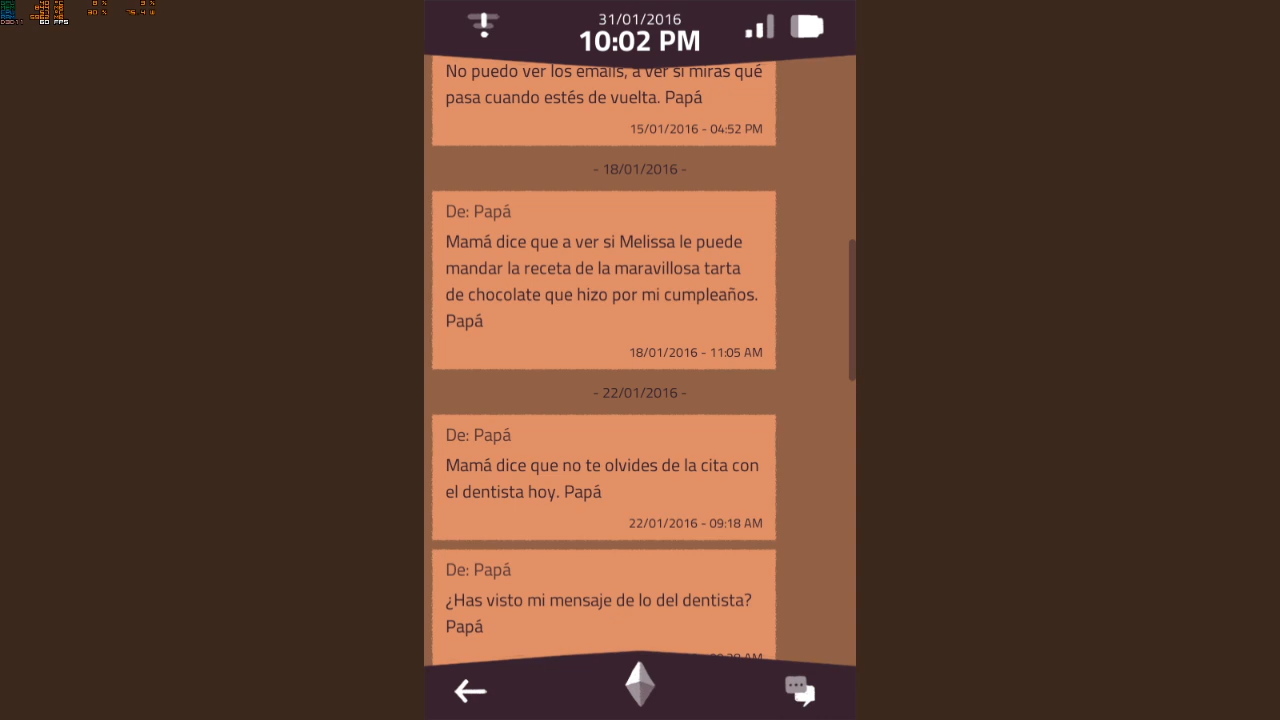 31/01/2016
10:02 PM
No puedo ver los emails, a ver si miras qué
pasa cuando estés de vuelta. Papá
15/01/2016 - 04:52 PM
- 18/01/2016 -
De: Papá
Mamá dice que a ver si Melissa le puede
mandar la receta de la maravillosa tarta
de chocolate que hizo por mi cumpleaños.
Papá
18/01/2016 - 11:05 AM
- 22/01/2016 -
De: Papá
Mamá dice que no te olvides de la cita con
el dentista hoy. Papá
22/01/2016 - 09:18 AM
De: Papá
¿Has visto mi mensaje de lo del dentista?
Papá